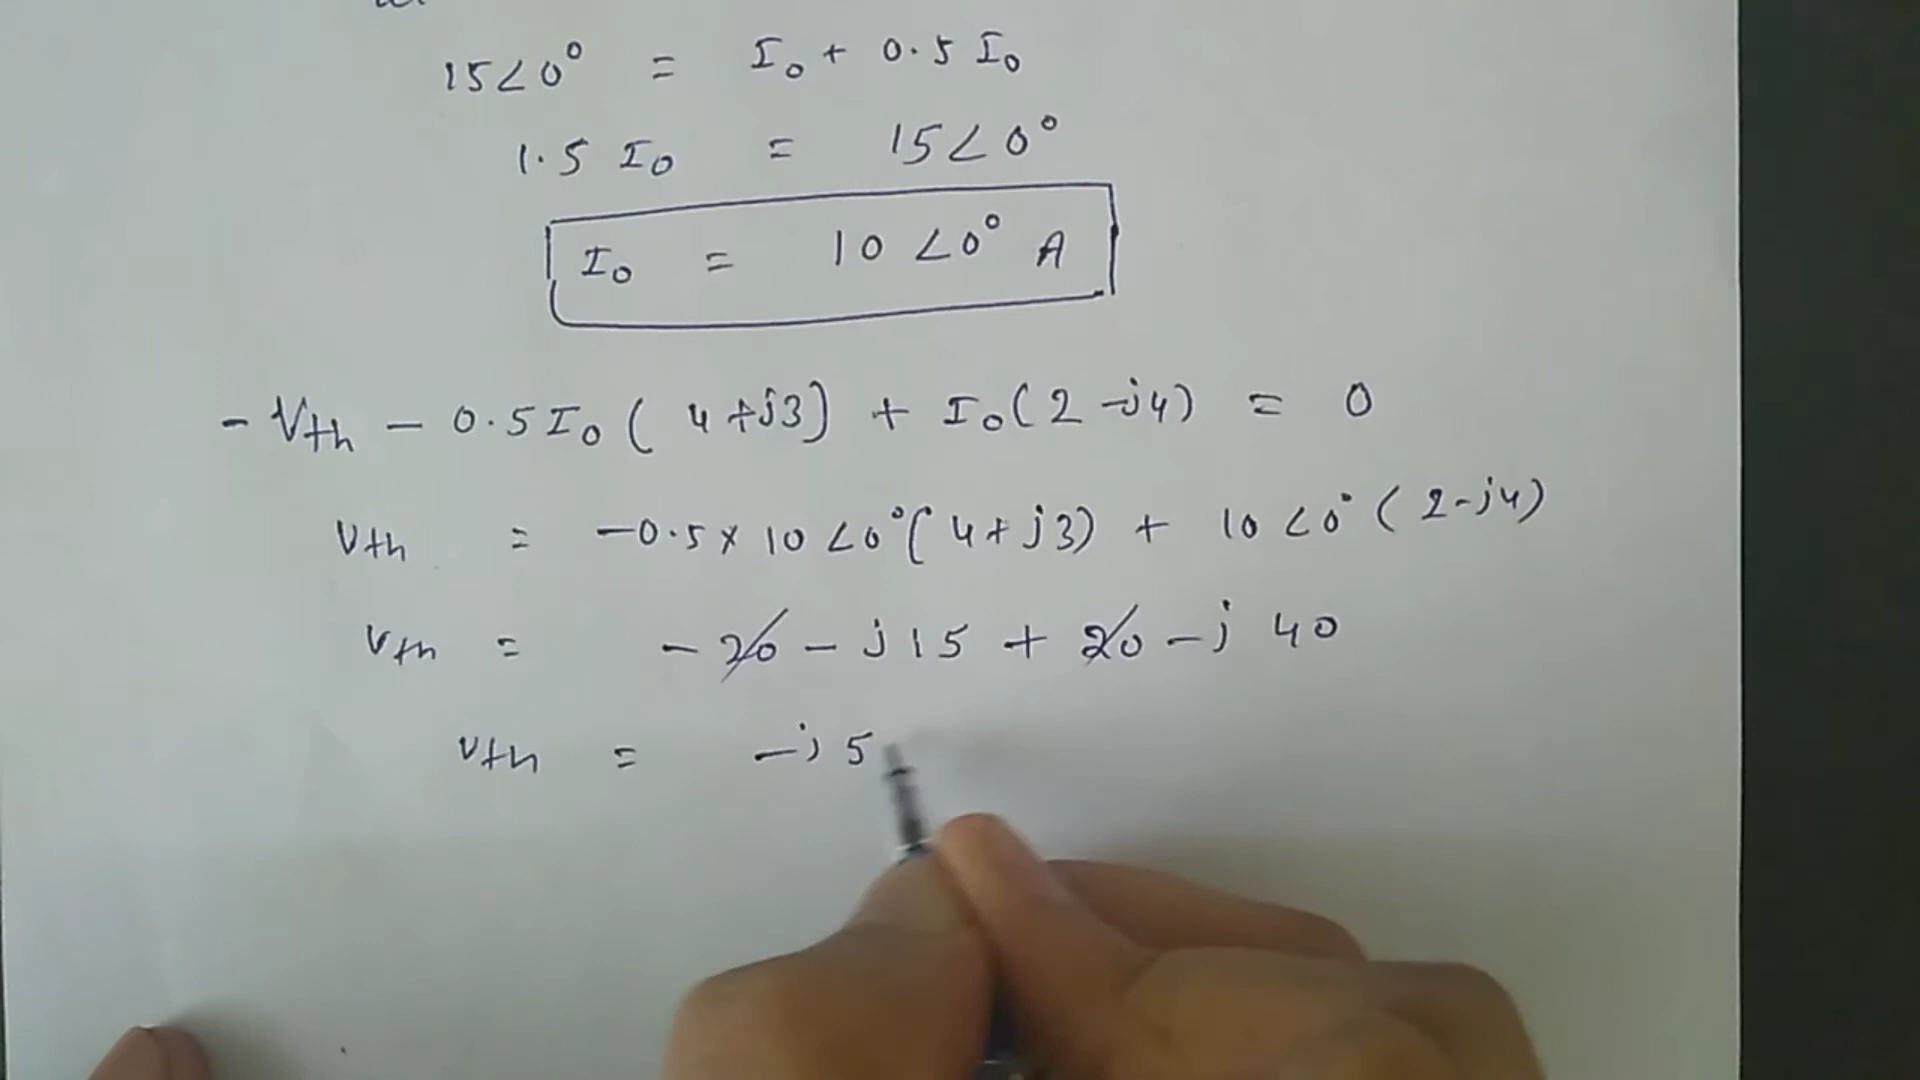 15∠0° = I₀ + 0.5 I₀
1.5 I₀ = 15∠0°
I₀ = 10∠0° A
- Vth - 0.5 I₀ (4+j3) + I₀ (2-j4) = 0
Vth = -0.5 × 10∠0° (4+j3) + 10∠0° (2-j4)
Vth = - 20 - j15 + 20 - j 40
Vth = -j 5